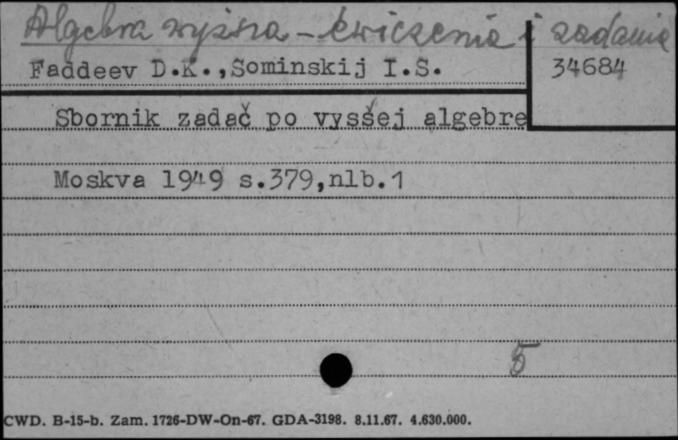 Algebra wyższa - ćwiczenia i zadania
Faddeev D.K.,Sominskij I.S.
34684
Sbornik zadač po vysšej algebre
Moskva 1949 s.379,nlb.1
5
CWD. B-15-b. Zam. 1726-DW-On-67. GDA-3198. 8.11.67. 4.630.000.